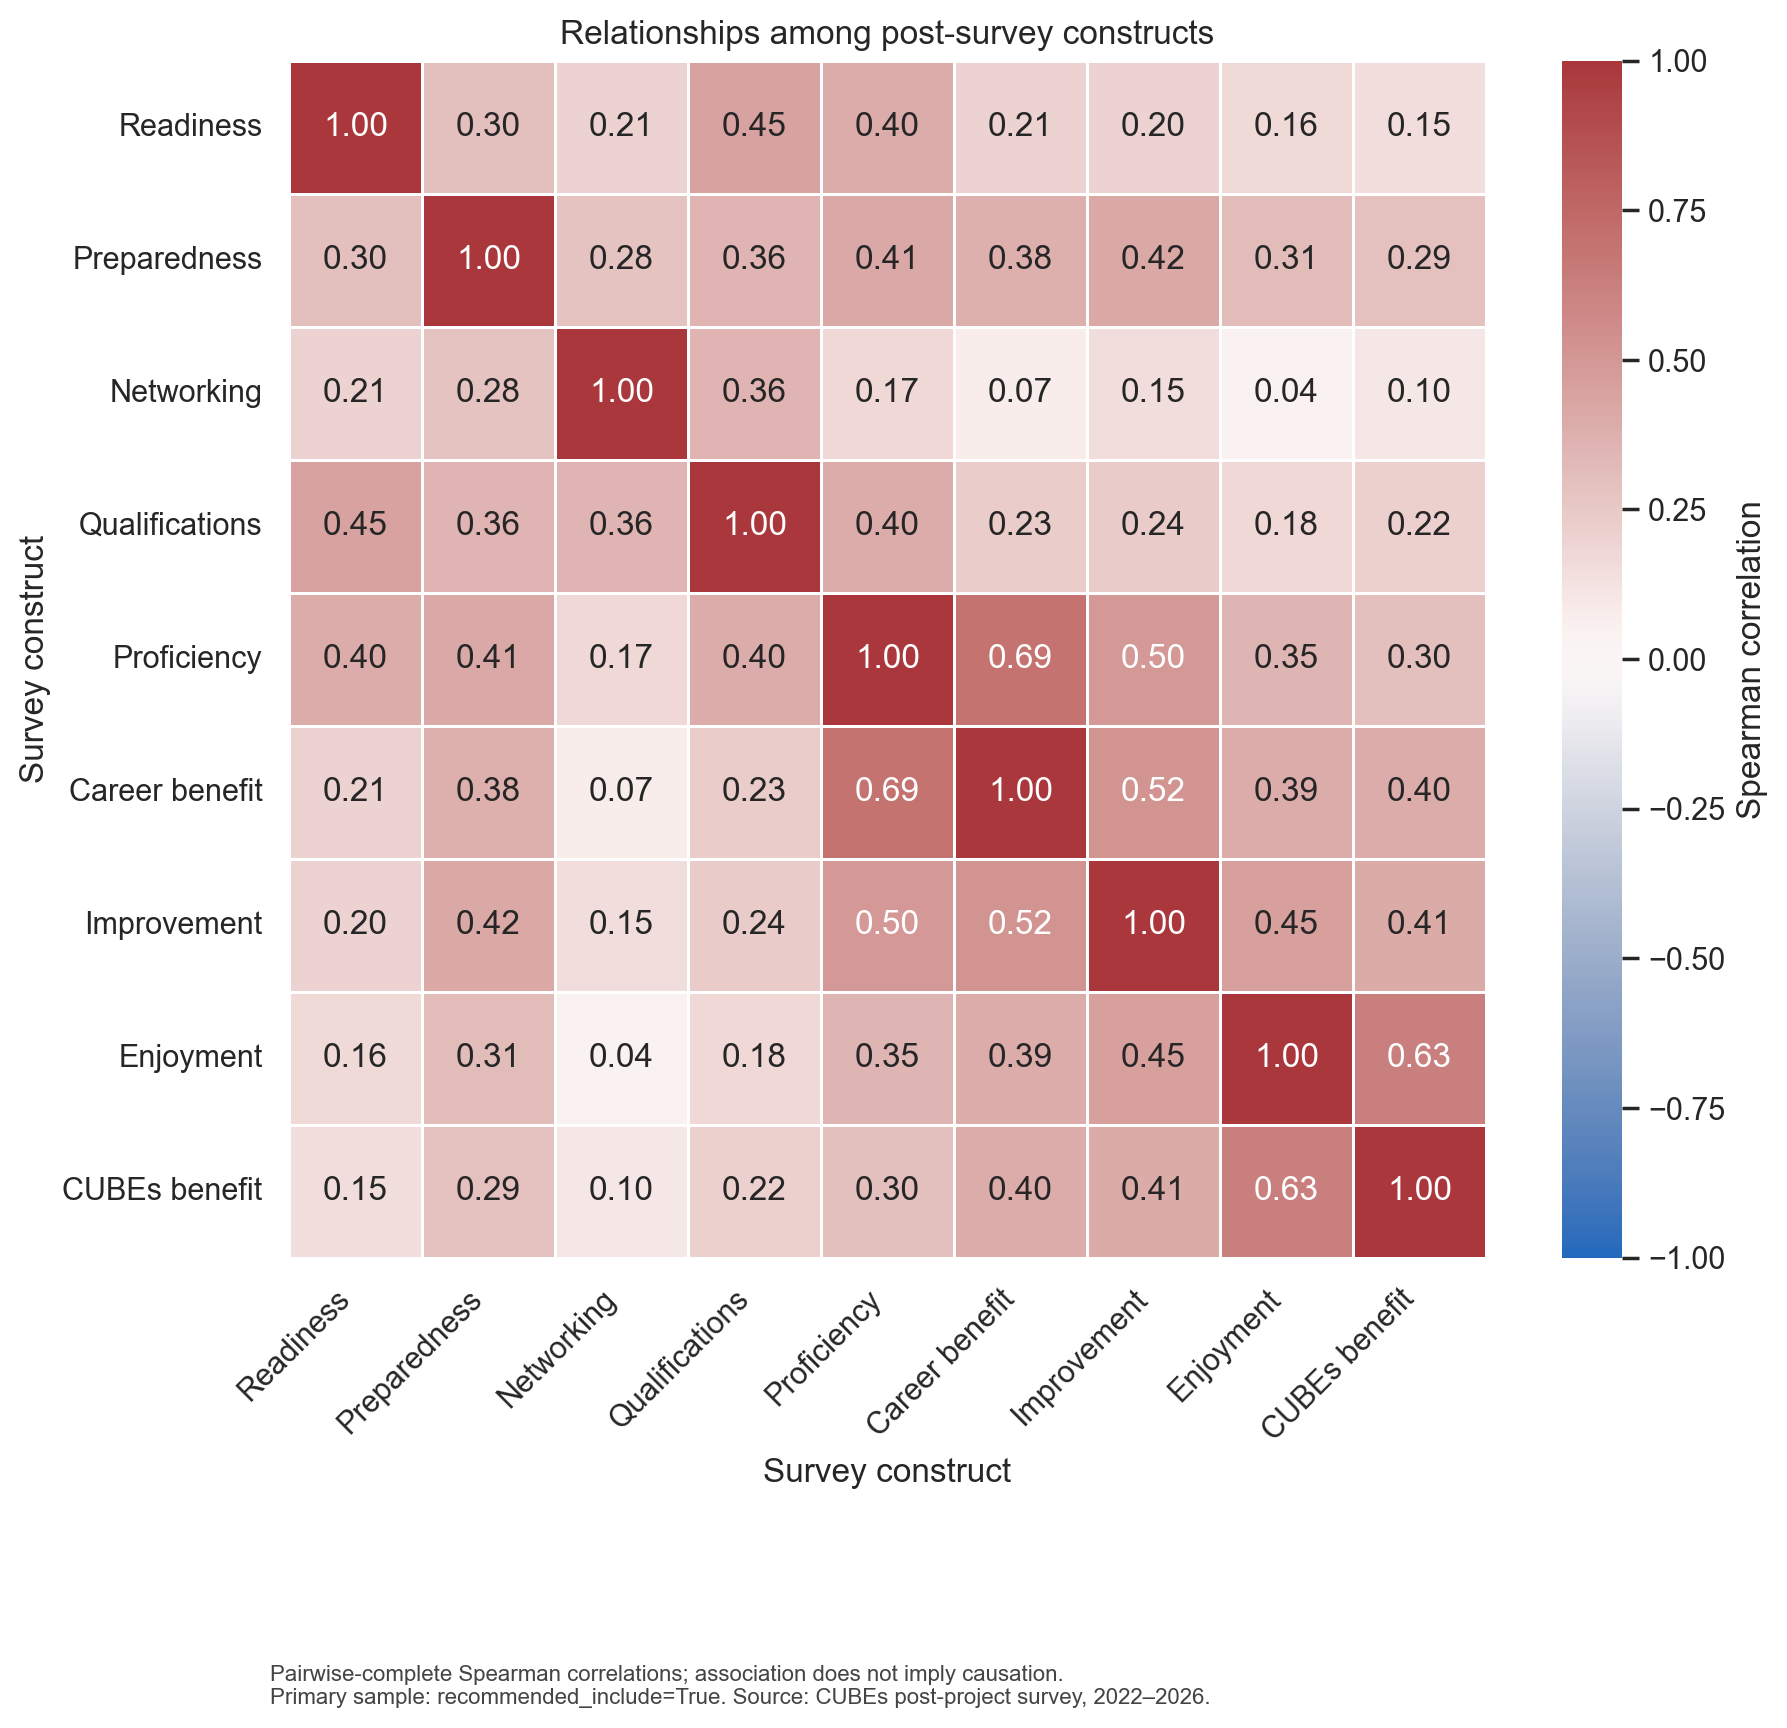 Relationships among post-survey constructs
Readiness 1.00 0.30 0.21 0.45 0.40 0.21 0.20 0.16 0.15
Preparedness 0.30 1.00 0.28 0.36 0.41 0.38 0.42 0.31 0.29
Networking 0.21 0.28 1.00 0.36 0.17 0.07 0.15 0.04 0.10
Qualifications 0.45 0.36 0.36 1.00 0.40 0.23 0.24 0.18 0.22
Proficiency 0.40 0.41 0.17 0.40 1.00 0.69 0.50 0.35 0.30
Career benefit 0.21 0.38 0.07 0.23 0.69 1.00 0.52 0.39 0.40
Improvement 0.20 0.42 0.15 0.24 0.50 0.52 1.00 0.45 0.41
Enjoyment 0.16 0.31 0.04 0.18 0.35 0.39 0.45 1.00 0.63
CUBEs benefit 0.15 0.29 0.10 0.22 0.30 0.40 0.41 0.63 1.00
Survey construct
Readiness
Preparedness
Networking
Qualifications
Proficiency
Career benefit
Improvement
Enjoyment
CUBEs benefit
Survey construct
1.00
0.75
0.50
0.25
0.00
−0.25
−0.50
−0.75
−1.00
Spearman correlation
Pairwise-complete Spearman correlations; association does not imply causation.
Primary sample: recommended_include=True. Source: CUBEs post-project survey, 2022–2026.